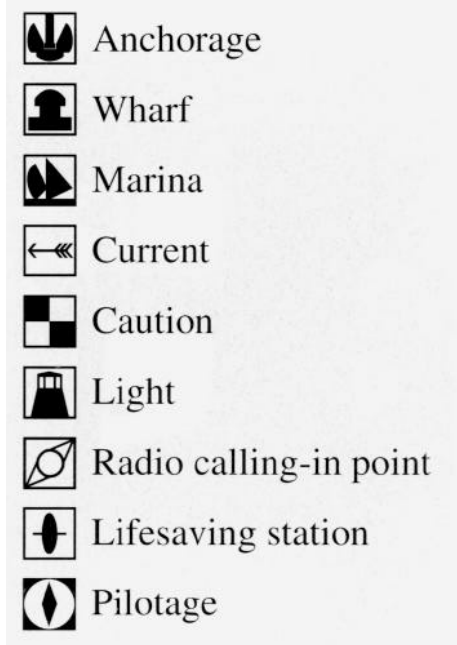 Anchorage
Wharf
Marina
Current
Caution
Light
Radio calling-in point
Lifesaving station
Pilotage